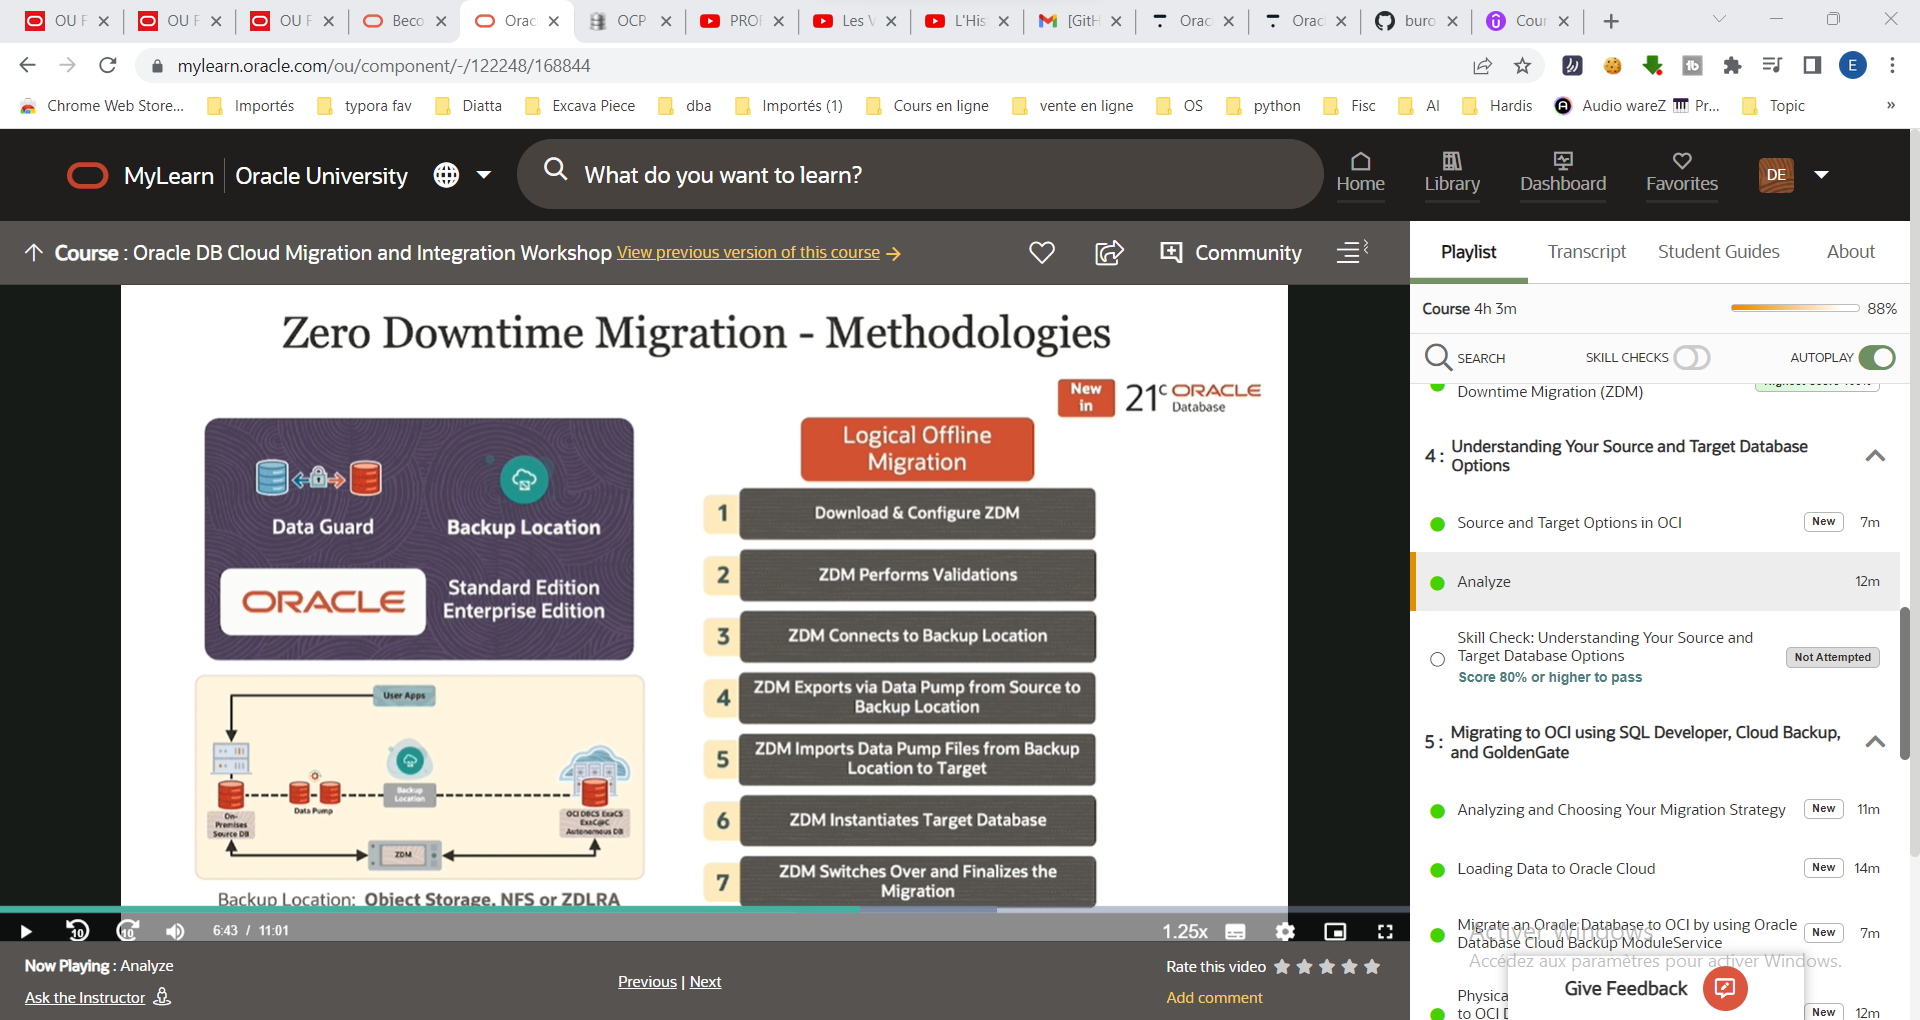 OU F
OU F
OU F
Beco
Orac
OCP
PROF
Les V
L'His
[GitH
Orac
Orac
buro
Cour
mylearn.oracle.com/ou/component/-/122248/168844
E
Chrome Web Store...
Importés
typora fav
Diatta
Excava Piece
dba
Importés (1)
Cours en ligne
vente en ligne
OS
python
Fisc
AI
Hardis
Audio wareZ
Pr...
Topic
»
MyLearn
Oracle University
What do you want to learn?
Home
Library
Dashboard
Favorites
DE
Course : Oracle DB Cloud Migration and Integration Workshop View previous version of this course
Community
Zero Downtime Migration - Methodologies
New in
21c ORACLE Database
Data Guard
Backup Location
ORACLE
Standard Edition
Enterprise Edition
User Apps
Backup Location
Data Pump
On-Premises Source DB
OCI DBCS ExaCS
ExaC@C
Autonomous DB
ZDM
Backup Location: Object Storage, NFS or ZDLRA
Logical Offline
Migration
1 Download & Configure ZDM
2 ZDM Performs Validations
3 ZDM Connects to Backup Location
4 ZDM Exports via Data Pump from Source to
Backup Location
5 ZDM Imports Data Pump Files from Backup
Location to Target
6 ZDM Instantiates Target Database
7 ZDM Switches Over and Finalizes the
Migration
10
10
6:43 / 11:01
1.25x
Now Playing : Analyze
Ask the Instructor
Previous | Next
Rate this video
Add comment
Playlist
Transcript
Student Guides
About
Course 4h 3m
88%
SEARCH
SKILL CHECKS
AUTOPLAY
Downtime Migration (ZDM)
4 : Understanding Your Source and Target Database
Options
Source and Target Options in OCI New 7m
Analyze 12m
Skill Check: Understanding Your Source and
Target Database Options
Not Attempted
Score 80% or higher to pass
5 : Migrating to OCI using SQL Developer, Cloud Backup,
and GoldenGate
Analyzing and Choosing Your Migration Strategy New 11m
Loading Data to Oracle Cloud New 14m
Migrate an Oracle Database to OCI by using Oracle
Database Cloud Backup ModuleService
New 7m
Activer Windows
Accédez aux paramètres pour activer Windows.
Physica
to OCI
New 12m
Give Feedback